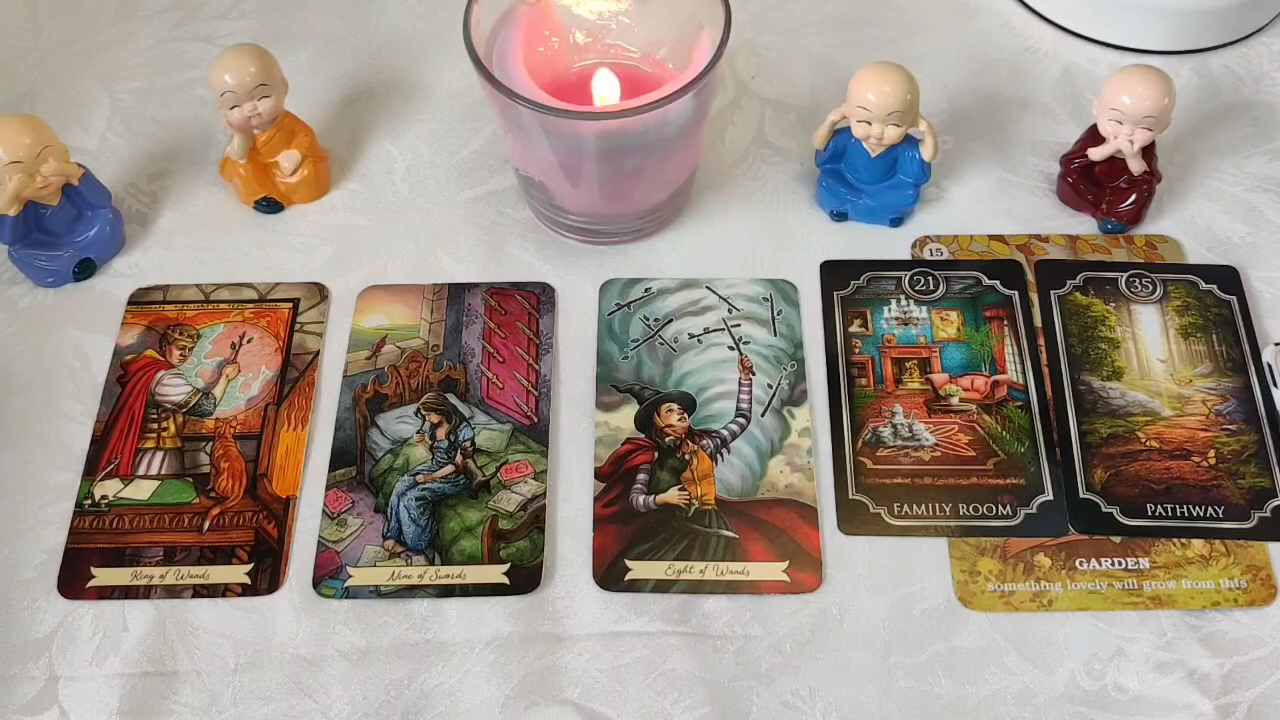 King of Wands
Nine of Swords
Eight of Wands
15
21
FAMILY ROOM
35
PATHWAY
GARDEN
something lovely will grow from this